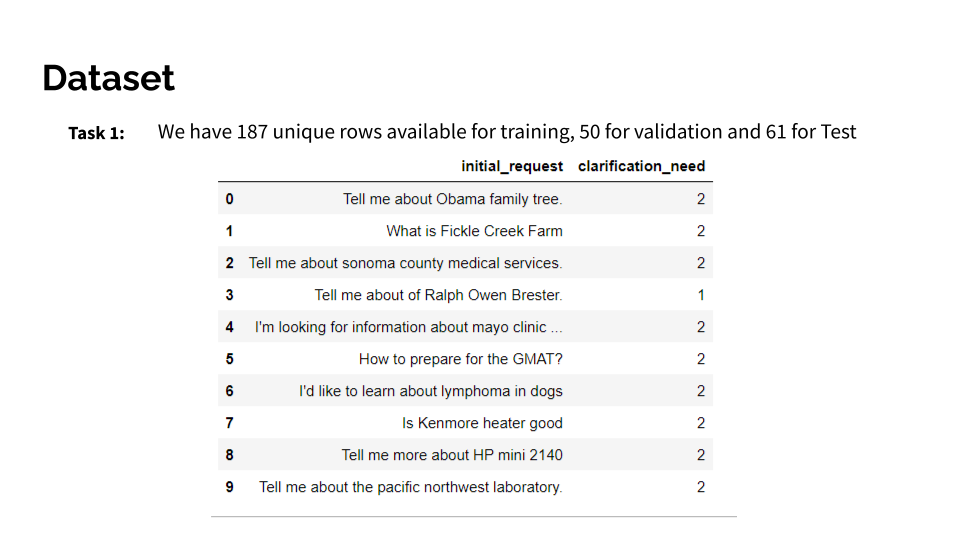 Dataset
Task 1: We have 187 unique rows available for training, 50 for validation and 61 for Test
initial_request clarification_need
0 Tell me about Obama family tree. 2
1 What is Fickle Creek Farm 2
2 Tell me about sonoma county medical services. 2
3 Tell me about of Ralph Owen Brester. 1
4 I'm looking for information about mayo clinic ... 2
5 How to prepare for the GMAT? 2
6 I'd like to learn about lymphoma in dogs 2
7 Is Kenmore heater good 2
8 Tell me more about HP mini 2140 2
9 Tell me about the pacific northwest laboratory. 2